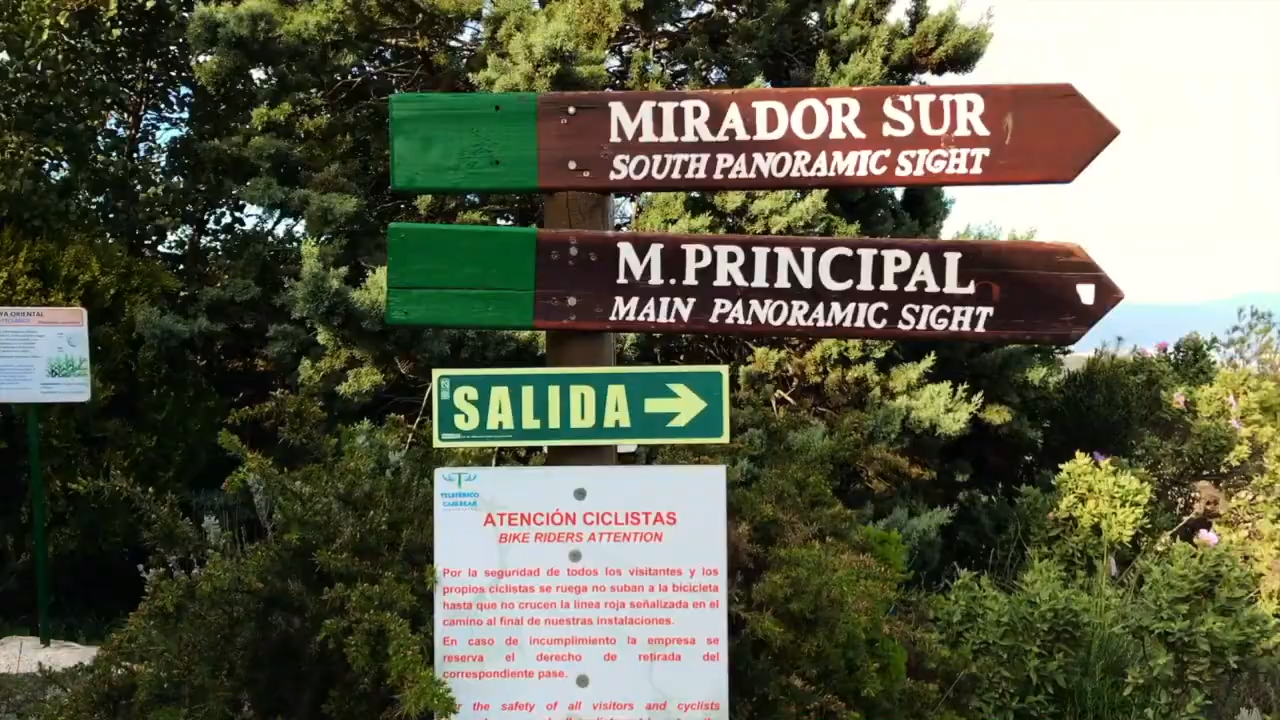 MIRADOR SUR
SOUTH PANORAMIC SIGHT
M. PRINCIPAL
MAIN PANORAMIC SIGHT
YA ORIENTAL
SALIDA
TELEFÉRICO
ATENCIÓN CICLISTAS
BIKE RIDERS ATTENTION
Por la seguridad de todos los visitantes y los
propios ciclistas se ruega no suban a la bicicleta
hasta que no crucen la linea roja señalizada en el
camino al final de nuestras instalaciones.
En caso de incumplimiento la empresa se
reserva el derecho de retirada del
correspondiente pase.
the safety of all visitors and cyclists